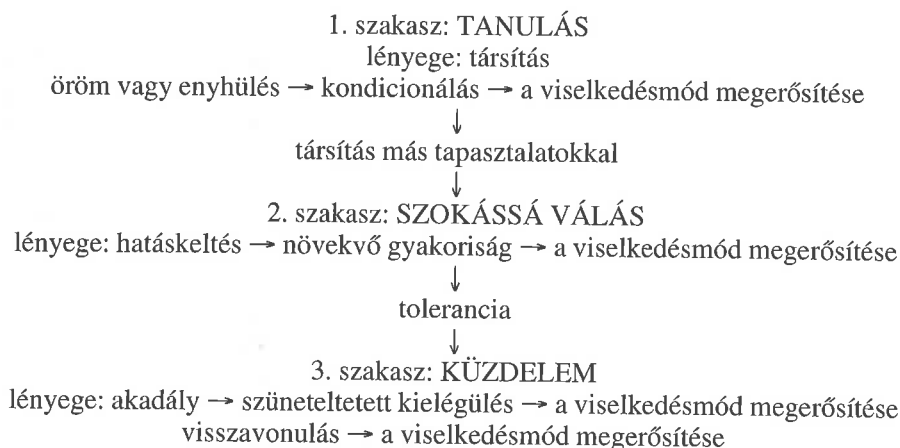 1. szakasz: TANULÁS
lényege: társítás
öröm vagy enyhülés → kondicionálás → a viselkedésmód megerősítése
↓
társítás más tapasztalatokkal
↓
2. szakasz: SZOKÁSSÁ VÁLÁS
lényege: hatáskeltés → növekvő gyakoriság → a viselkedésmód megerősítése
↓
tolerancia
↓
3. szakasz: KÜZDELEM
lényege: akadály → szüneteltetett kielégülés → a viselkedésmód megerősítése
visszavonulás → a viselkedésmód megerősítése